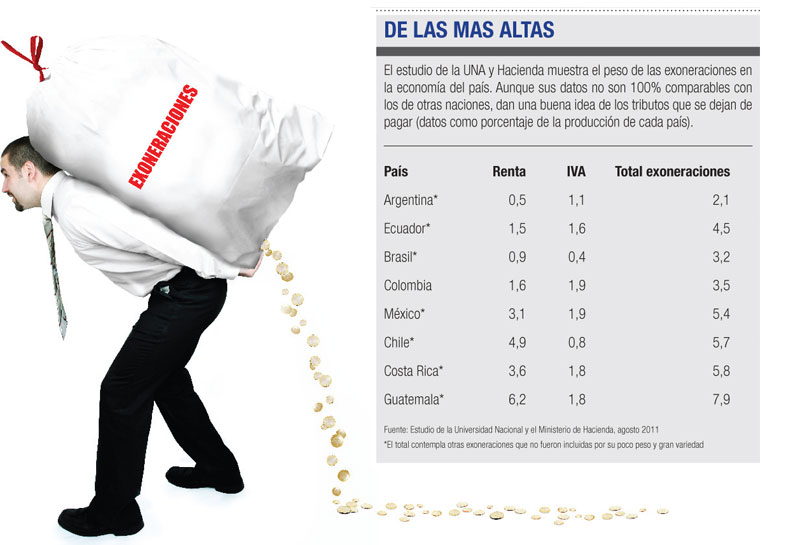 EXONERACIONES
DE LAS MAS ALTAS
El estudio de la UNA y Hacienda muestra el peso de las exoneraciones en
la economía del país. Aunque sus datos no son 100% comparables con
los de otras naciones, dan una buena idea de los tributos que se dejan de
pagar (datos como porcentaje de la producción de cada país).
País Renta IVA Total exoneraciones
Argentina* 0,5 1,1 2,1
Ecuador* 1,5 1,6 4,5
Brasil* 0,9 0,4 3,2
Colombia 1,6 1,9 3,5
México* 3,1 1,9 5,4
Chile* 4,9 0,8 5,7
Costa Rica* 3,6 1,8 5,8
Guatemala* 6,2 1,8 7,9
Fuente: Estudio de la Universidad Nacional y el Ministerio de Hacienda, agosto 2011
*El total contempla otras exoneraciones que no fueron incluidas por su poco peso y gran variedad